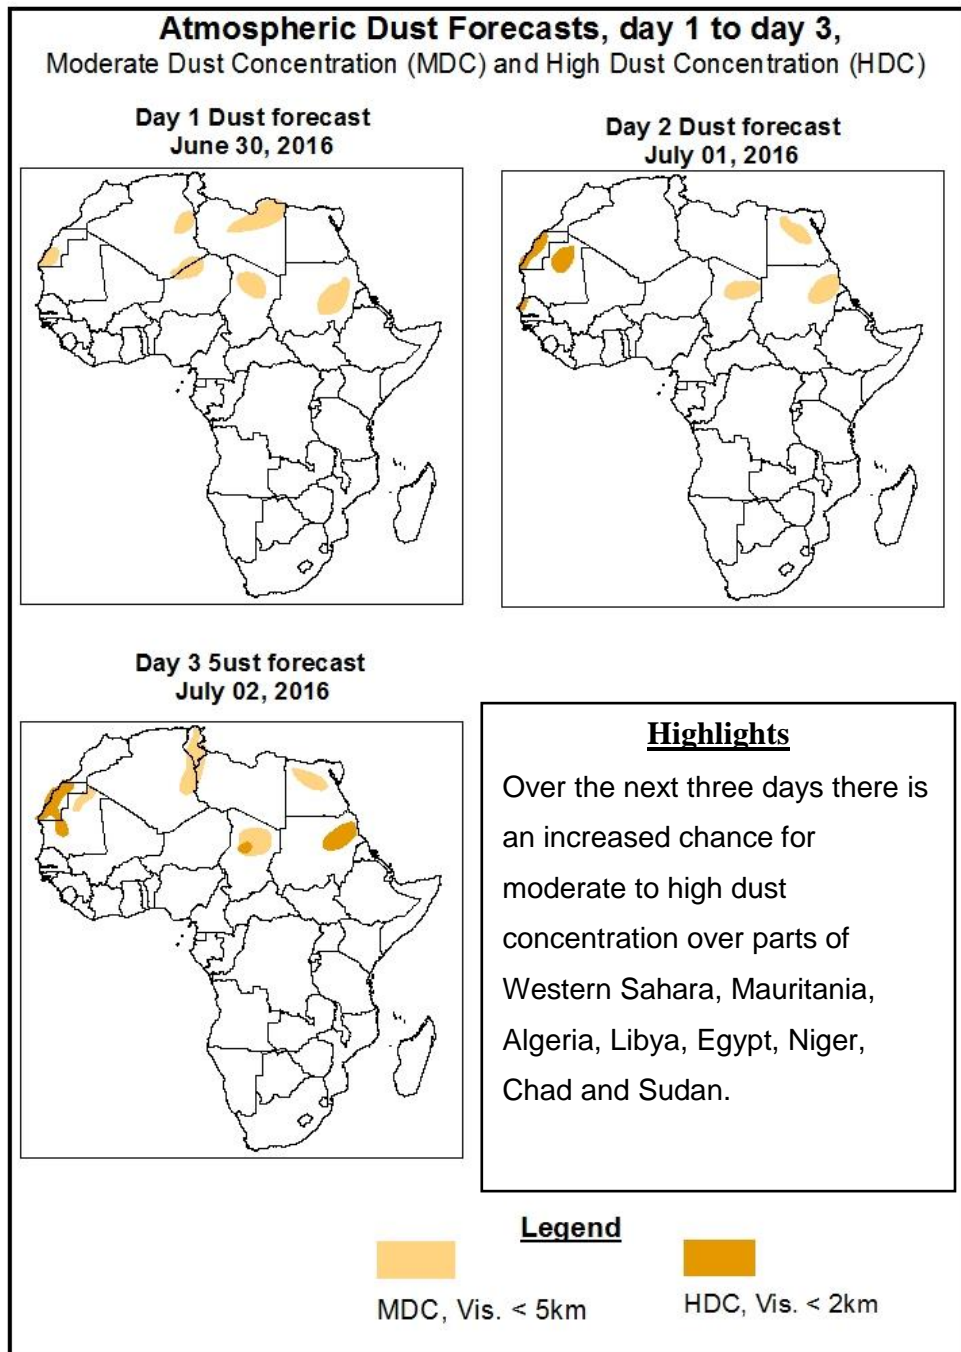 Atmospheric Dust Forecasts, day 1 to day 3,
Moderate Dust Concentration (MDC) and High Dust Concentration (HDC)
Day 1 Dust forecast
June 30, 2016
Day 2 Dust forecast
July 01, 2016
Day 3 5ust forecast
July 02, 2016
Highlights
Over the next three days there is
an increased chance for
moderate to high dust
concentration over parts of
Western Sahara, Mauritania,
Algeria, Libya, Egypt, Niger,
Chad and Sudan.
Legend
MDC, Vis. < 5km
HDC, Vis. < 2km